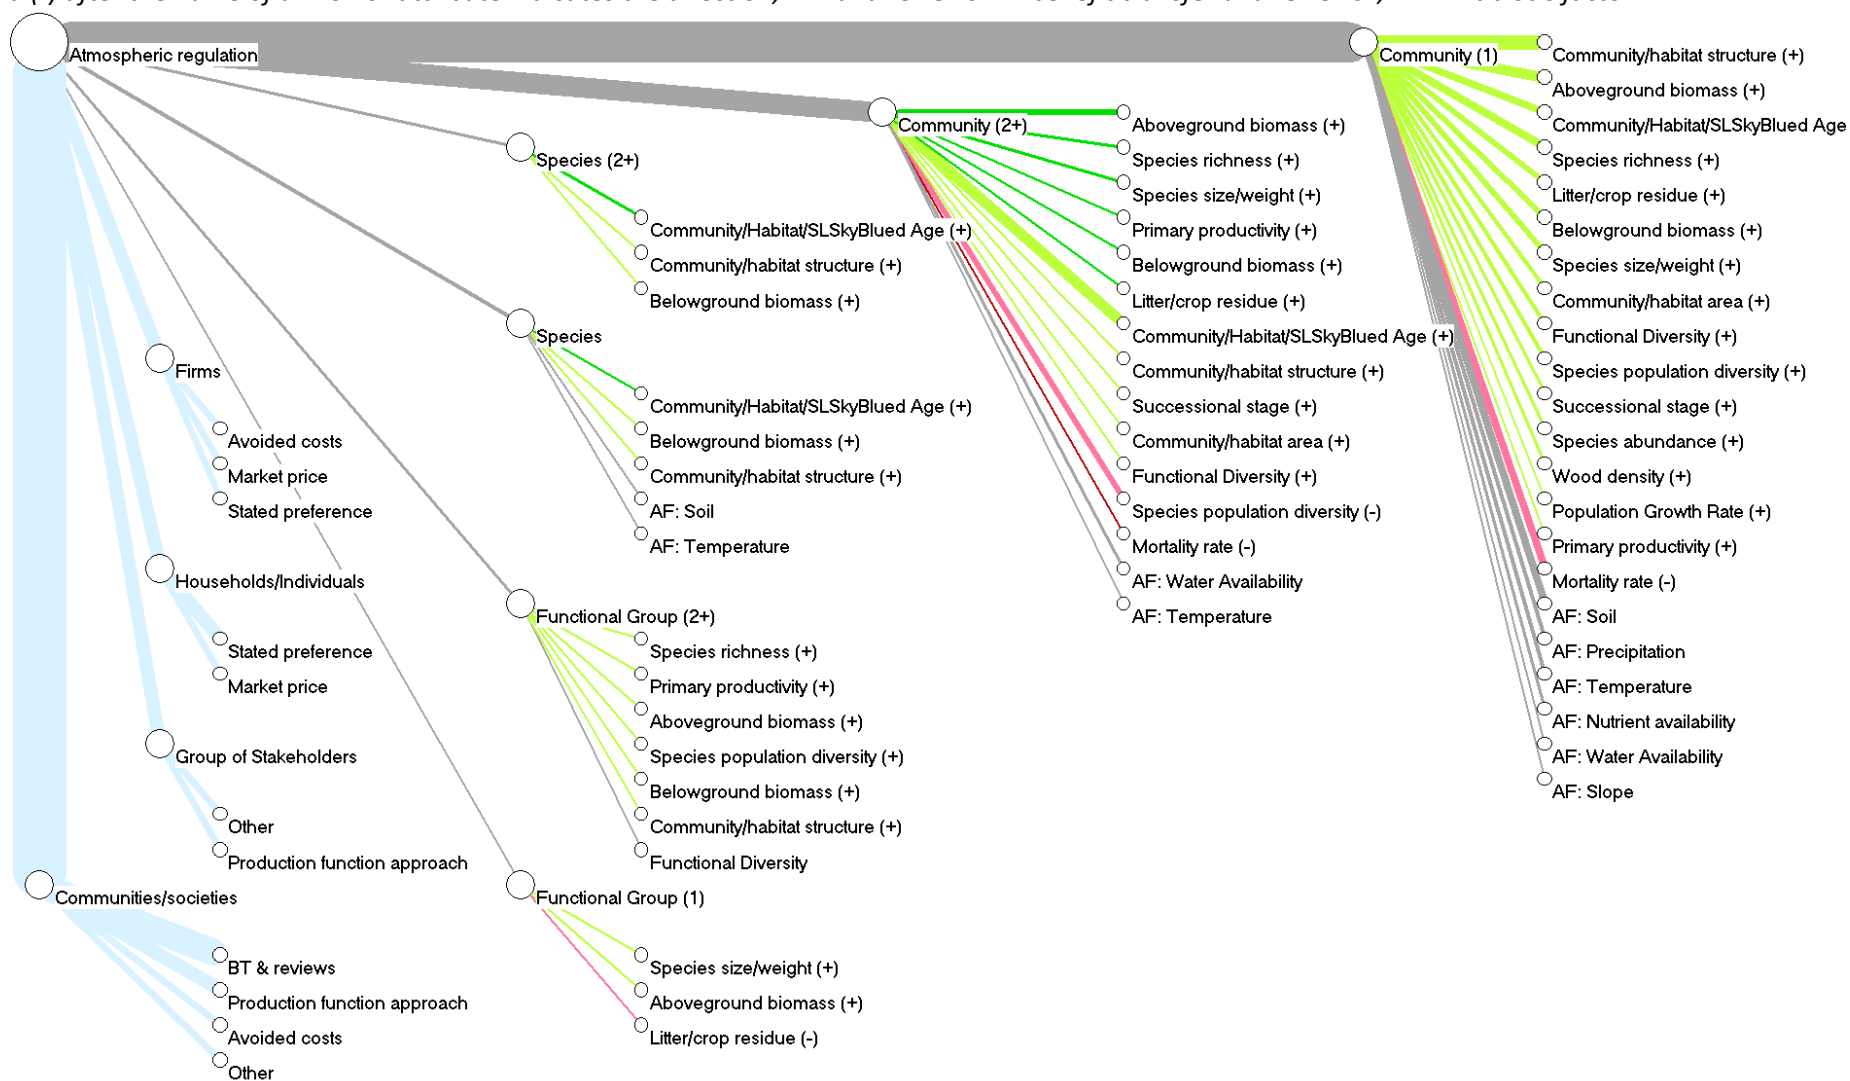 Atmospheric regulation
Firms
Avoided costs
Market price
Stated preference
Households/Individuals
Stated preference
Market price
Group of Stakeholders
Other
Production function approach
Communities/societies
BT & reviews
Production function approach
Avoided costs
Other
Species (2+)
Community/Habitat/SLSkyBlued Age (+)
Community/habitat structure (+)
Belowground biomass (+)
Species
Community/Habitat/SLSkyBlued Age (+)
Belowground biomass (+)
Community/habitat structure (+)
AF: Soil
AF: Temperature
Functional Group (2+)
Species richness (+)
Primary productivity (+)
Aboveground biomass (+)
Species population diversity (+)
Belowground biomass (+)
Community/habitat structure (+)
Functional Diversity
Functional Group (1)
Species size/weight (+)
Aboveground biomass (+)
Litter/crop residue (-)
Community (2+)
Aboveground biomass (+)
Species richness (+)
Species size/weight (+)
Primary productivity (+)
Belowground biomass (+)
Litter/crop residue (+)
Community/Habitat/SLSkyBlued Age (+)
Community/habitat structure (+)
Successional stage (+)
Community/habitat area (+)
Functional Diversity (+)
Species population diversity (-)
Mortality rate (-)
AF: Water Availability
AF: Temperature
Community (1)
Community/habitat structure (+)
Aboveground biomass (+)
Community/Habitat/SLSkyBlued Age
Species richness (+)
Litter/crop residue (+)
Belowground biomass (+)
Species size/weight (+)
Community/habitat area (+)
Functional Diversity (+)
Species population diversity (+)
Successional stage (+)
Species abundance (+)
Wood density (+)
Population Growth Rate (+)
Primary productivity (+)
Mortality rate (-)
AF: Soil
AF: Precipitation
AF: Temperature
AF: Nutrient availability
AF: Water Availability
AF: Slope